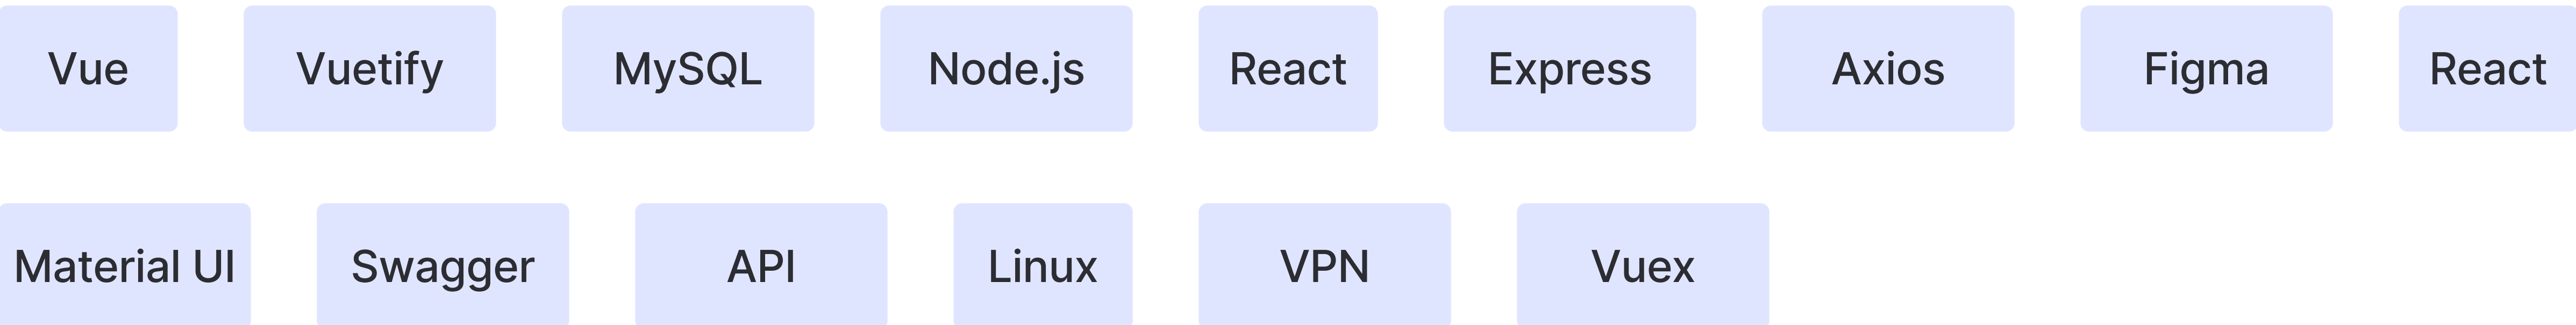 Vue Vuetify MySQL Node.js React Express Axios Figma React
Material UI Swagger API Linux VPN Vuex